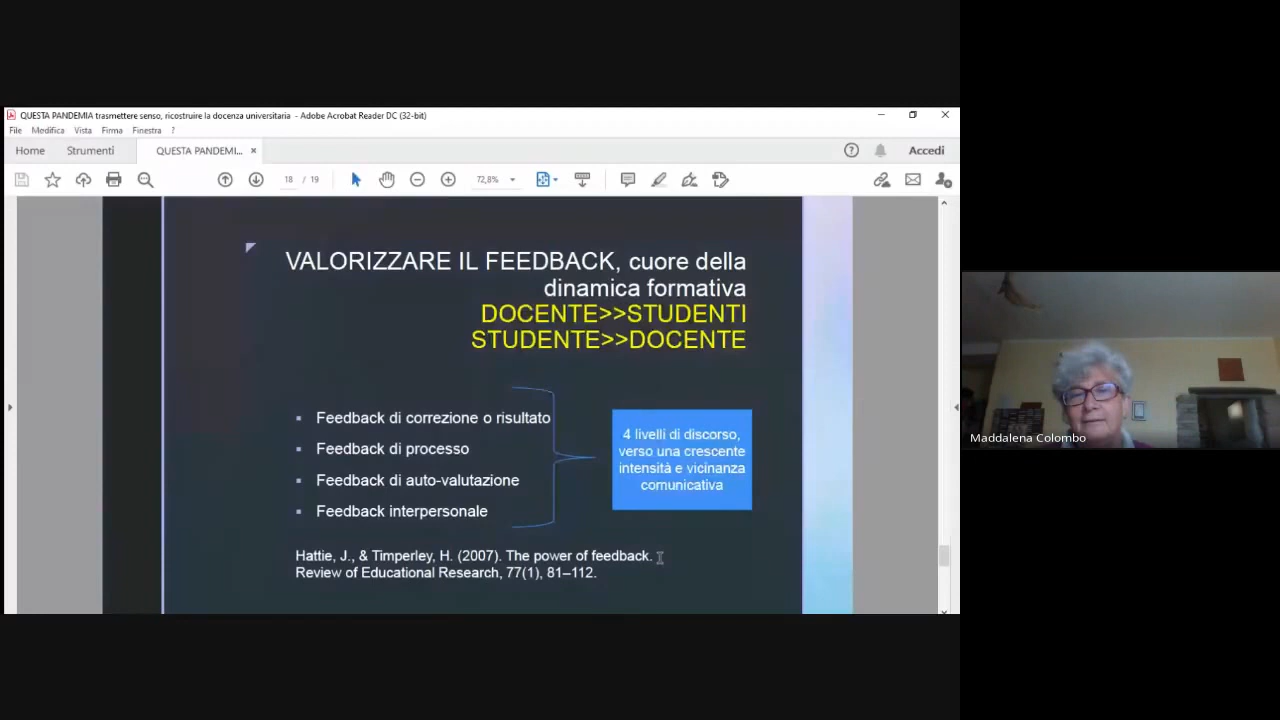 QUESTA PANDEMIA trasmettere senso, ricostruire la docenza universitaria - Adobe Acrobat Reader DC (32-bit)
File Modifica Vista Firma Finestra ?
Home Strumenti QUESTA PANDEMI... × Accedi
18 / 19 72,8%
VALORIZZARE IL FEEDBACK, cuore della
dinamica formativa
DOCENTE>>STUDENTI
STUDENTE>>DOCENTE
▪ Feedback di correzione o risultato
▪ Feedback di processo
▪ Feedback di auto-valutazione
▪ Feedback interpersonale
4 livelli di discorso,
verso una crescente
intensità e vicinanza
comunicativa
Hattie, J., & Timperley, H. (2007). The power of feedback.
Review of Educational Research, 77(1), 81–112.
Maddalena Colombo